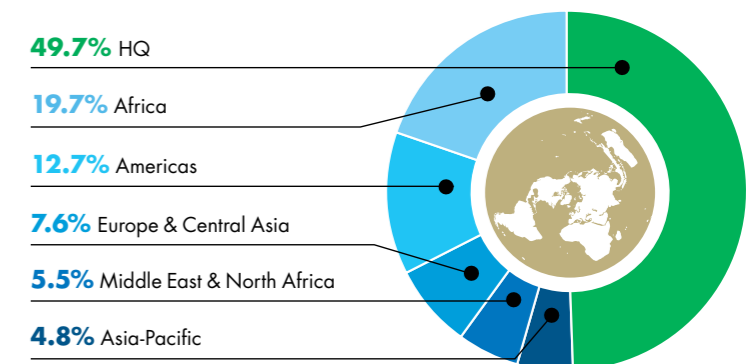 49.7% HQ
19.7% Africa
12.7% Americas
7.6% Europe & Central Asia
5.5% Middle East & North Africa
4.8% Asia-Pacific